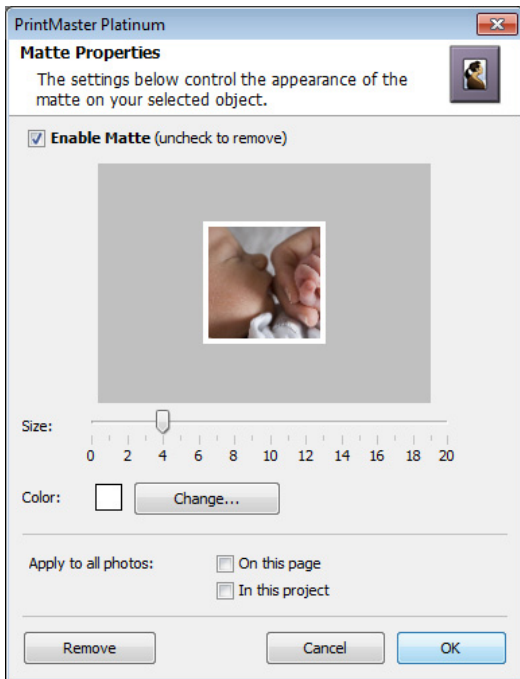 PrintMaster Platinum
Matte Properties
The settings below control the appearance of the
matte on your selected object.
Enable Matte (uncheck to remove)
Size:
0 2 4 6 8 10 12 14 16 18 20
Color:
Change...
Apply to all photos:
On this page
In this project
Remove
Cancel
OK